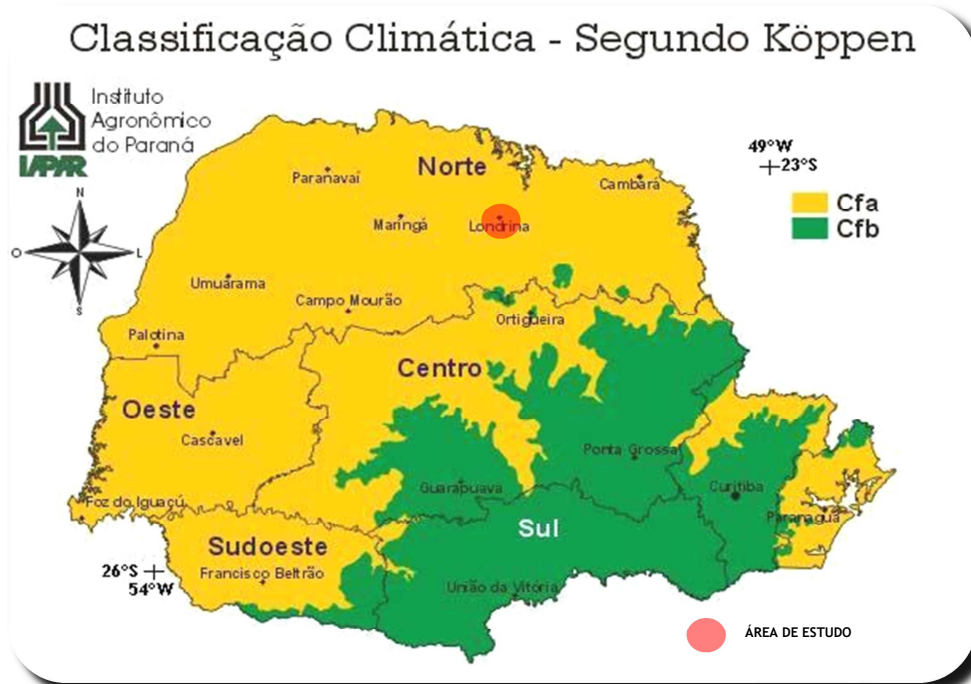 Classificação Climática - Segundo Köppen
Instituto
Agronômico
do Paraná
IAPAR
N
O
L
S
49°W
23°S
Cfa
Cfb
Norte
Paranavaí
Cambará
Maringá
Londrina
Umuárama
Campo Mourão
Ortigueira
Palotina
Centro
Oeste
Cascavel
Ponta Grossa
Guarapuava
Curitiba
Foz do Iguaçú
Paranaguá
Sul
Sudoeste
Francisco Beltrão
26°S
54°W
União da Vitória
ÁREA DE ESTUDO